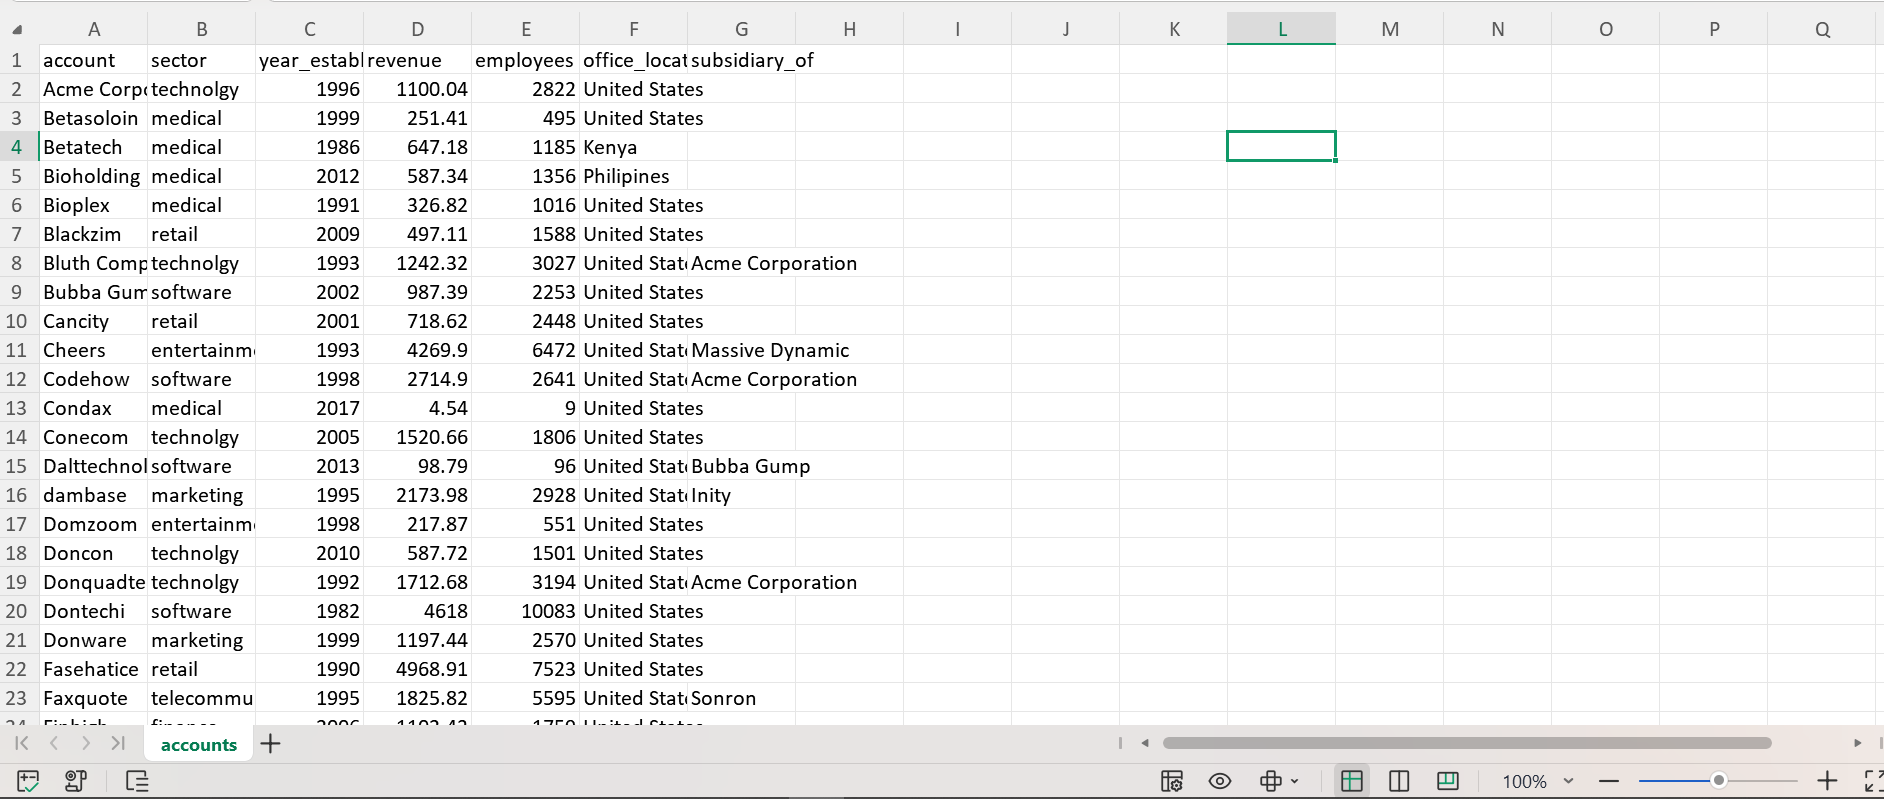 A B C D E F G H I J K L M N O P Q
1 account sector year_establ revenue employees office_locat subsidiary_of
2 Acme Corp technolgy 1996 1100.04 2822 United States
3 Betasoloin medical 1999 251.41 495 United States
4 Betatech medical 1986 647.18 1185 Kenya
5 Bioholding medical 2012 587.34 1356 Philipines
6 Bioplex medical 1991 326.82 1016 United States
7 Blackzim retail 2009 497.11 1588 United States
8 Bluth Comp technolgy 1993 1242.32 3027 United Stat Acme Corporation
9 Bubba Gum software 2002 987.39 2253 United States
10 Cancity retail 2001 718.62 2448 United States
11 Cheers entertainm 1993 4269.9 6472 United Stat Massive Dynamic
12 Codehow software 1998 2714.9 2641 United Stat Acme Corporation
13 Condax medical 2017 4.54 9 United States
14 Conecom technolgy 2005 1520.66 1806 United States
15 Dalttechnol software 2013 98.79 96 United Stat Bubba Gump
16 dambase marketing 1995 2173.98 2928 United Stat Inity
17 Domzoom entertainm 1998 217.87 551 United States
18 Doncon technolgy 2010 587.72 1501 United States
19 Donquadte technolgy 1992 1712.68 3194 United Stat Acme Corporation
20 Dontechi software 1982 4618 10083 United States
21 Donware marketing 1999 1197.44 2570 United States
22 Fasehatice retail 1990 4968.91 7523 United States
23 Faxquote telecommu 1995 1825.82 5595 United Stat Sonron
accounts
100%